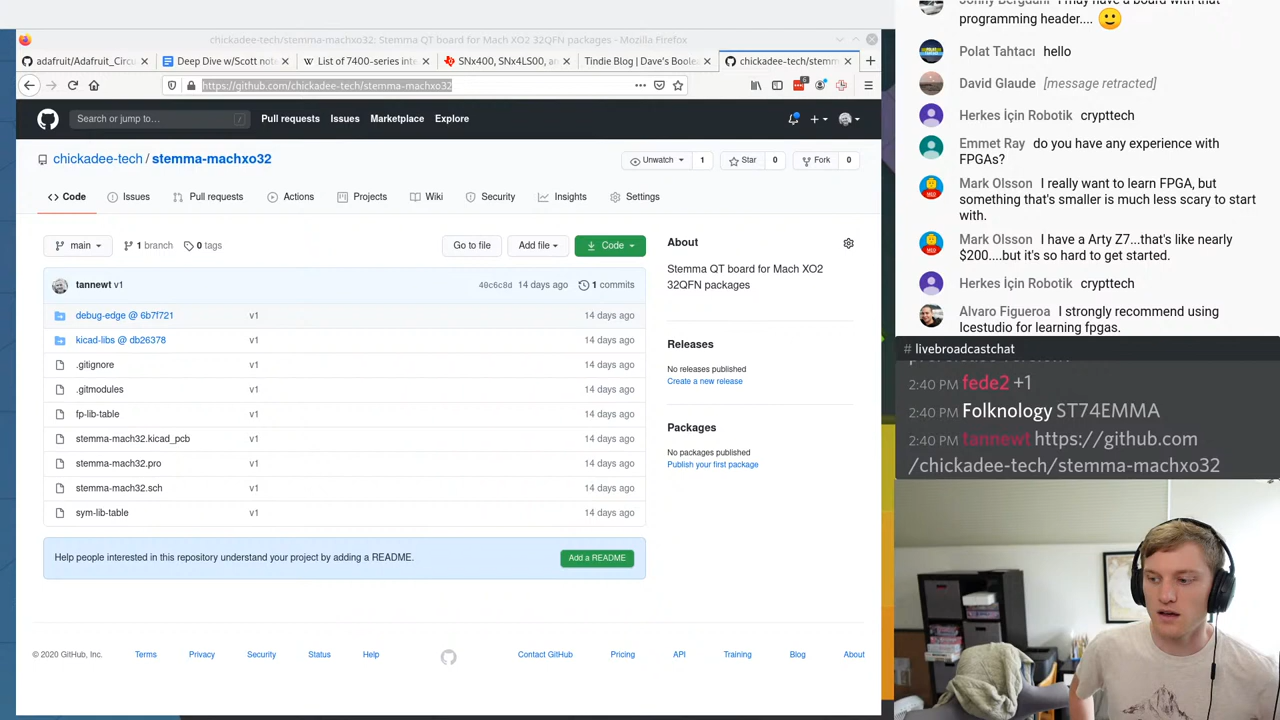 chickadee-tech/stemma-machxo32: Stemma QT board for Mach XO2 32QFN packages - Mozilla Firefox
adafruit/Adafruit_Circu
Deep Dive w/Scott notes
List of 7400-series inte
SNx400, SNx4LS00, and
Tindie Blog | Dave's Boolea
chickadee-tech/stemm
https://github.com/chickadee-tech/stemma-machxo32
Search or jump to...
/
Pull requests
Issues
Marketplace
Explore
chickadee-tech / stemma-machxo32
Unwatch
1
Star
0
Fork
0
Code
Issues
Pull requests
Actions
Projects
Wiki
Security
Insights
Settings
main
1 branch
0 tags
Go to file
Add file
Code
tannewt v1
40c6c8d 14 days ago
1 commits
debug-edge @ 6b7f721 v1 14 days ago
kicad-libs @ db26378 v1 14 days ago
.gitignore v1 14 days ago
.gitmodules v1 14 days ago
fp-lib-table v1 14 days ago
stemma-mach32.kicad_pcb v1 14 days ago
stemma-mach32.pro v1 14 days ago
stemma-mach32.sch v1 14 days ago
sym-lib-table v1 14 days ago
Help people interested in this repository understand your project by adding a README.
Add a README
About
Stemma QT board for Mach XO2
32QFN packages
Releases
No releases published
Create a new release
Packages
No packages published
Publish your first package
© 2020 GitHub, Inc.
Terms
Privacy
Security
Status
Help
Contact GitHub
Pricing
API
Training
Blog
About
programming header....
Polat Tahtacı hello
David Glaude [message retracted]
Herkes İçin Robotik crypttech
Emmet Ray do you have any experience with
FPGAs?
Mark Olsson I really want to learn FPGA, but
something that's smaller is much less scary to start
with.
Mark Olsson I have a Arty Z7...that's like nearly
$200....but it's so hard to get started.
Herkes İçin Robotik crypttech
Alvaro Figueroa I strongly recommend using
Icestudio for learning fpgas.
# livebroadcastchat
2:40 PM fede2 +1
2:40 PM Folknology ST74EMMA
2:40 PM tannewt https://github.com
/chickadee-tech/stemma-machxo32